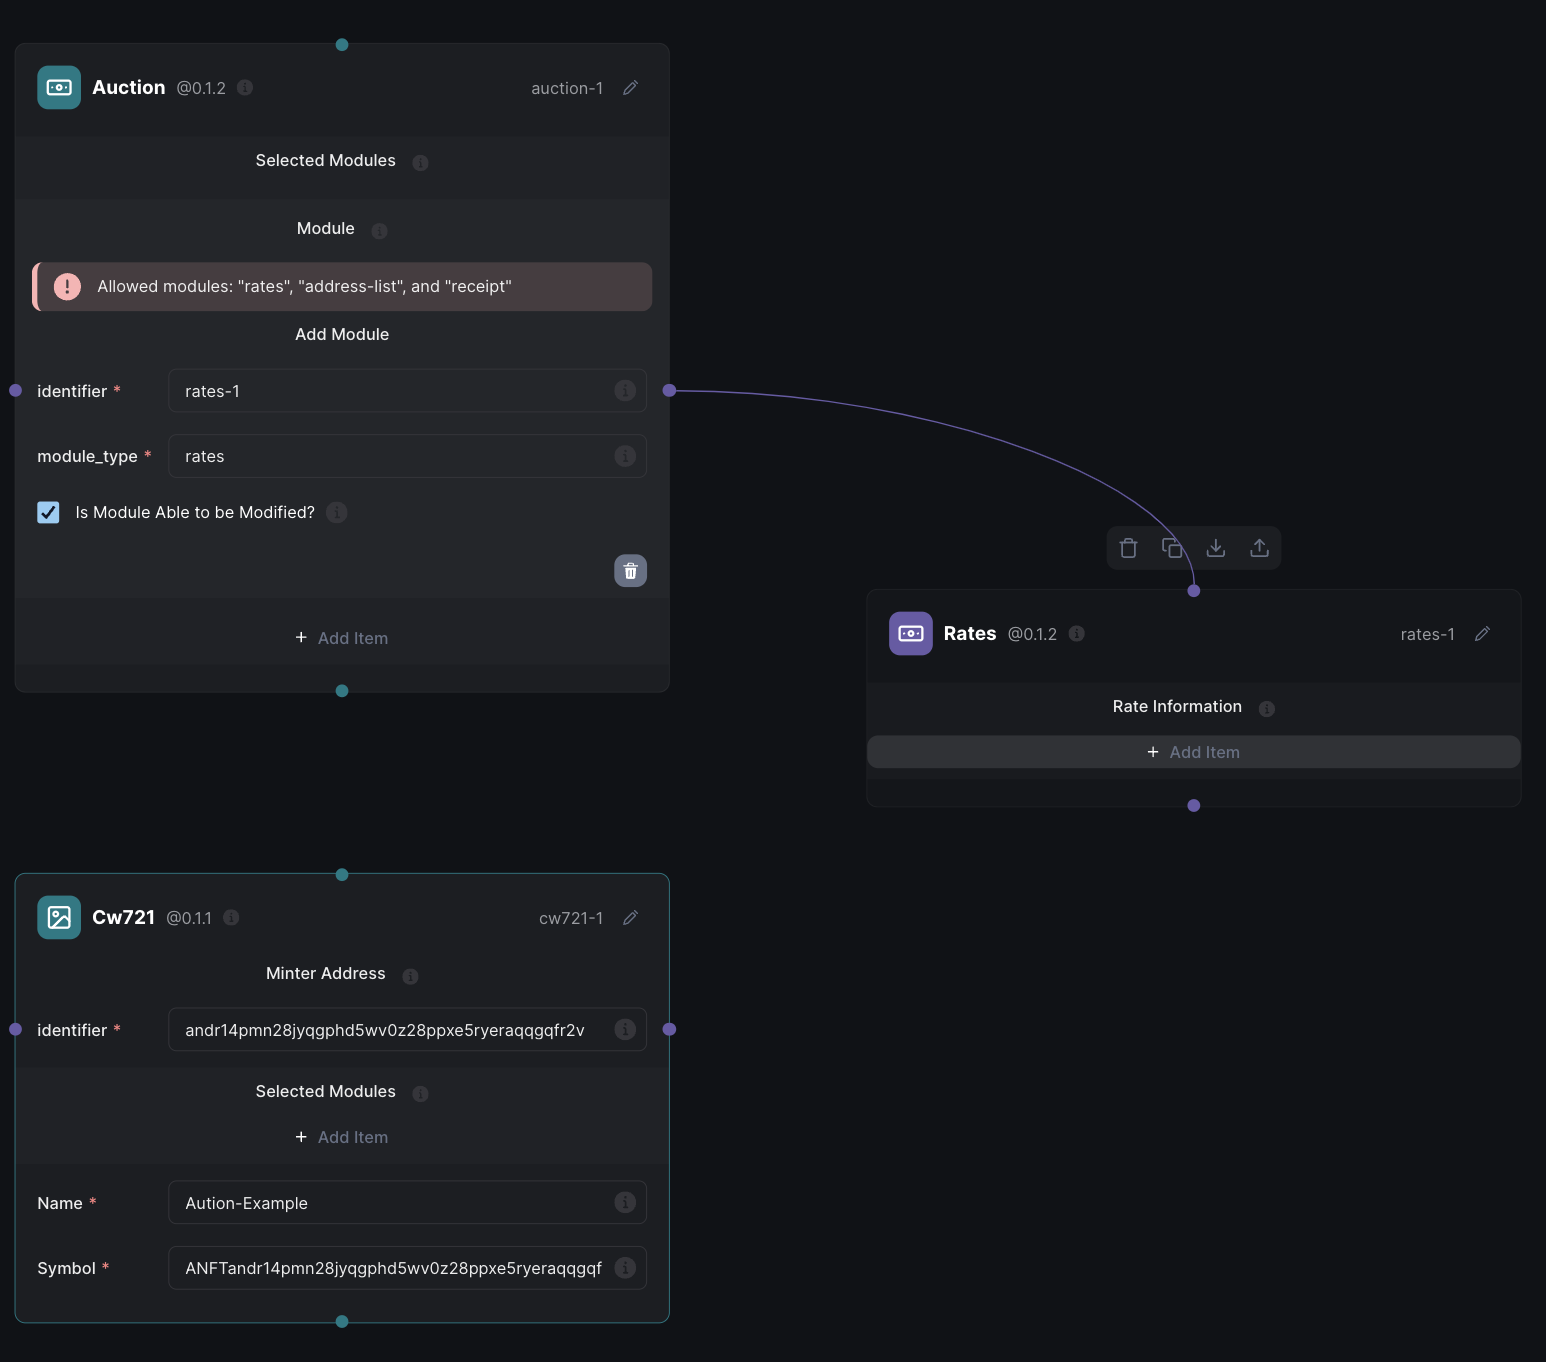 Auction @0.1.2 auction-1
Selected Modules
Module
Allowed modules: "rates", "address-list", and "receipt"
Add Module
identifier * rates-1
module_type * rates
Is Module Able to be Modified?
+ Add Item
Rates @0.1.2 rates-1
Rate Information
+ Add Item
Cw721 @0.1.1 cw721-1
Minter Address
identifier * andr14pmn28jyqgphd5wv0z28ppxe5ryeraqqgqfr2v
Selected Modules
+ Add Item
Name * Aution-Example
Symbol * ANFTandr14pmn28jyqgphd5wv0z28ppxe5ryeraqqgqf